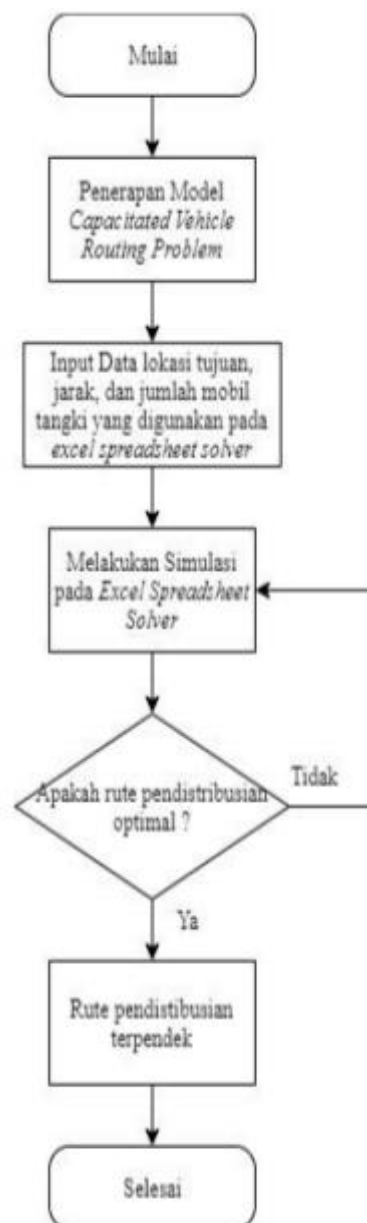 Mulai
Penerapan Model
Capacitated Vehicle
Routing Problem
Input Data lokasi tujuan,
jarak, dan jumlah mobil
tangki yang digunakan pada
excel spreadsheet solver
Melakukan Simulasi
pada Excel Spreadsheet
Solver
Apakah rute pendistribusian
optimal ?
Tidak
Ya
Rute pendistibusian
terpendek
Selesai